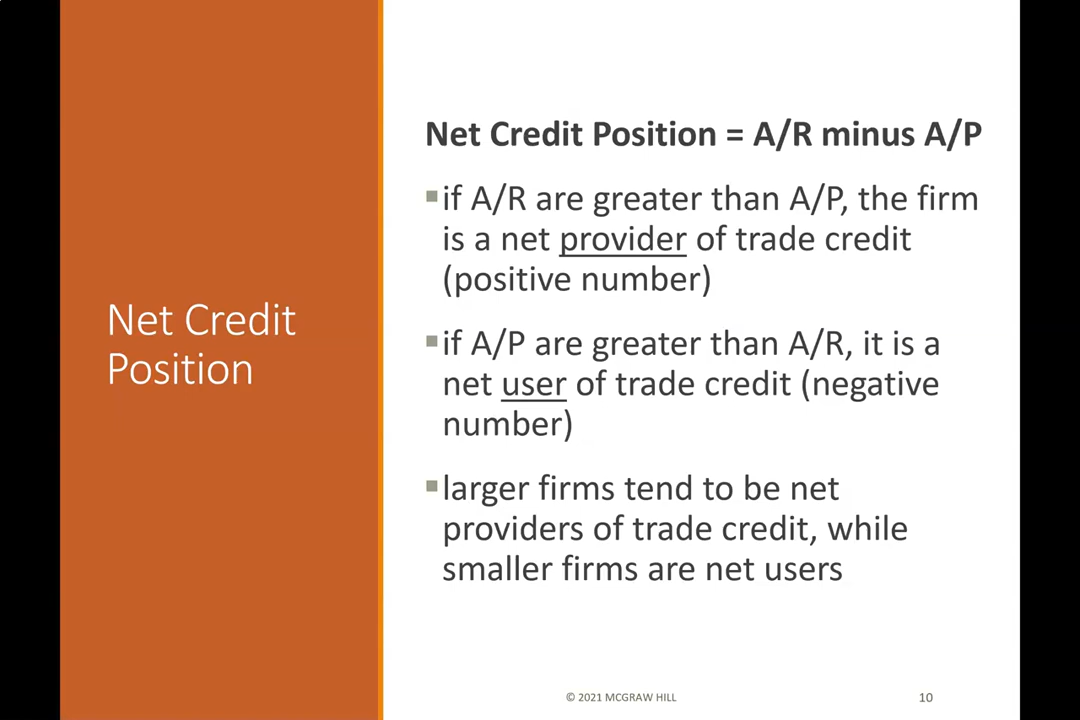 Net Credit
Position
Net Credit Position = A/R minus A/P
▪if A/R are greater than A/P, the firm
is a net provider of trade credit
(positive number)
▪if A/P are greater than A/R, it is a
net user of trade credit (negative
number)
▪larger firms tend to be net
providers of trade credit, while
smaller firms are net users
© 2021 MCGRAW HILL
10